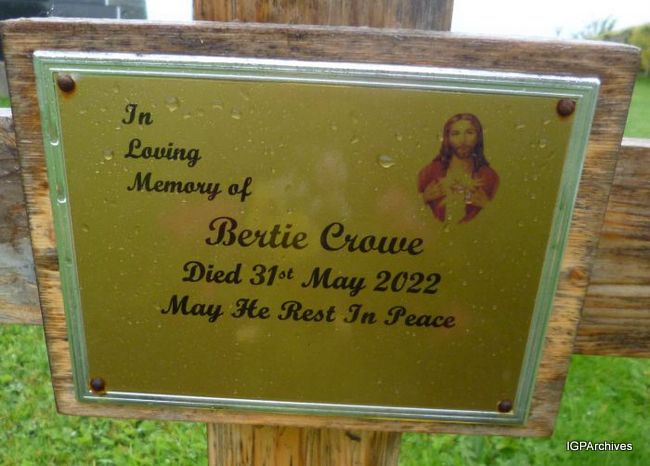 In
Loving
Memory of
Bertie Crowe
Died 31st May 2022
May He Rest In Peace
IGPArchives